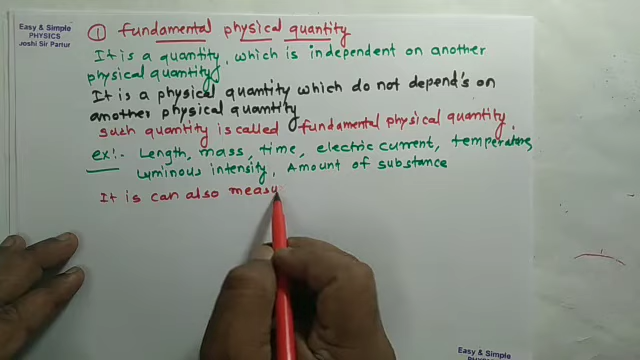 Easy & Simple
PHYSICS
Joshi Sir Partur
① Fundamental physical quantity
It is a quantity, which is independent on another
physical quantity
It is a physical quantity which do not depend's on
another physical quantity
such quantity is called fundamental physical quantity.
ex:- Length, mass, time, electric current, temperature,
Luminous intensity, Amount of substance
It is can also measu
Easy & Simple
PHYSICS